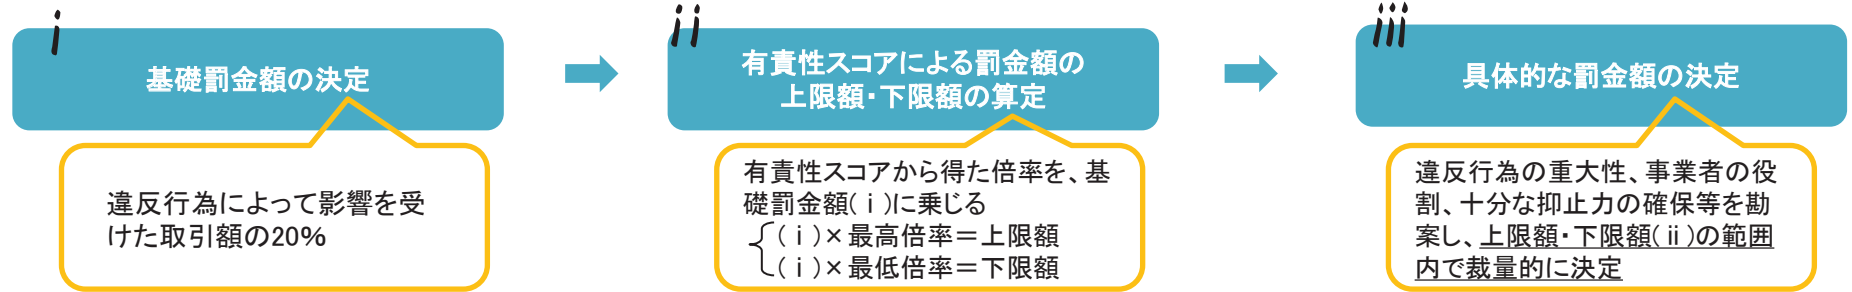 i
基礎罰金額の決定
違反行為によって影響を受
けた取引額の20%
ii
有責性スコアによる罰金額の
上限額・下限額の算定
有責性スコアから得た倍率を、基
礎罰金額(ⅰ)に乗じる
(ⅰ)×最高倍率=上限額
(ⅰ)×最低倍率=下限額
iii
具体的な罰金額の決定
違反行為の重大性、事業者の役
割、十分な抑止力の確保等を勘
案し、上限額・下限額(ⅱ)の範囲
内で裁量的に決定